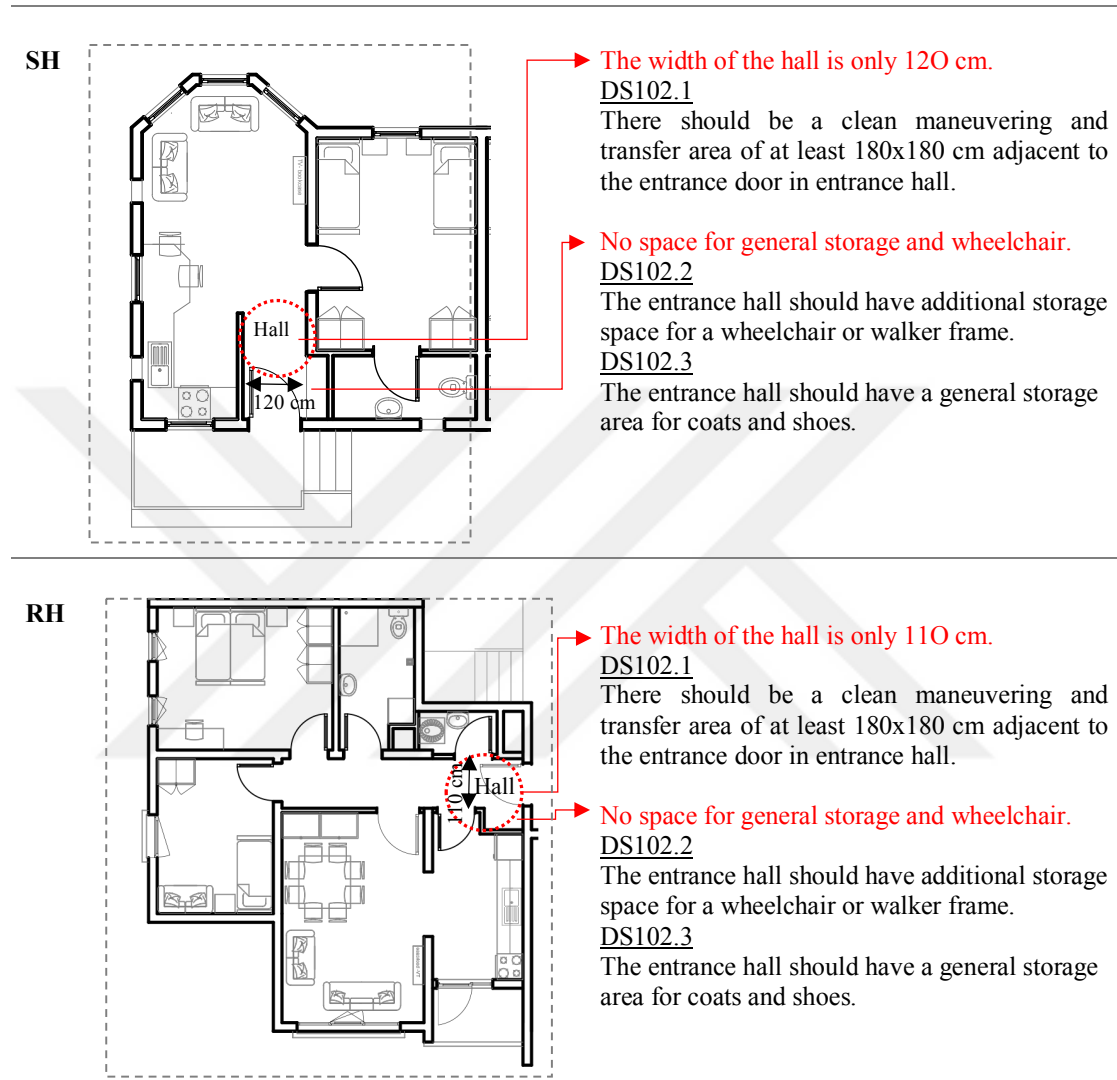 SH
The width of the hall is only 12O cm.
DS102.1
There should be a clean maneuvering and
transfer area of at least 180x180 cm adjacent to
the entrance door in entrance hall.
No space for general storage and wheelchair.
DS102.2
The entrance hall should have additional storage
space for a wheelchair or walker frame.
DS102.3
The entrance hall should have a general storage
area for coats and shoes.
Hall
120 cm
RH
The width of the hall is only 11O cm.
DS102.1
There should be a clean maneuvering and
transfer area of at least 180x180 cm adjacent to
the entrance door in entrance hall.
No space for general storage and wheelchair.
DS102.2
The entrance hall should have additional storage
space for a wheelchair or walker frame.
DS102.3
The entrance hall should have a general storage
area for coats and shoes.
Hall
110 cm